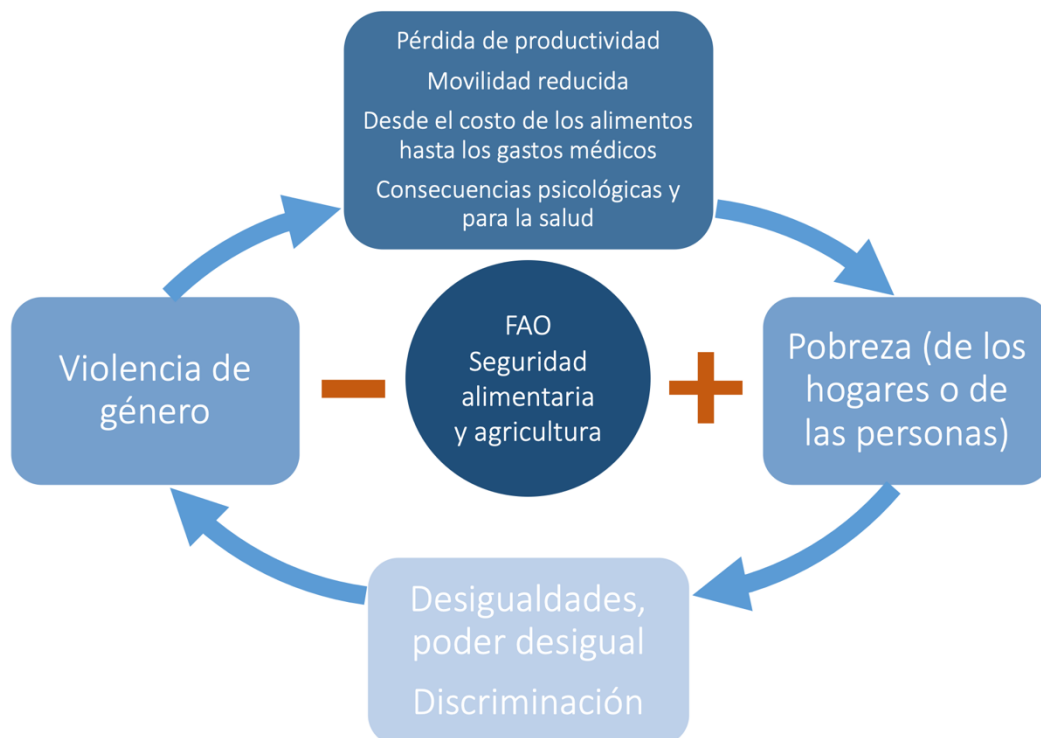 Pérdida de productividad
Movilidad reducida
Desde el costo de los alimentos
hasta los gastos médicos
Consecuencias psicológicas y
para la salud
Violencia de
género
FAO
Seguridad
alimentaria
y agricultura
Pobreza (de los
hogares o de
las personas)
Desigualdades,
poder desigual
Discriminación